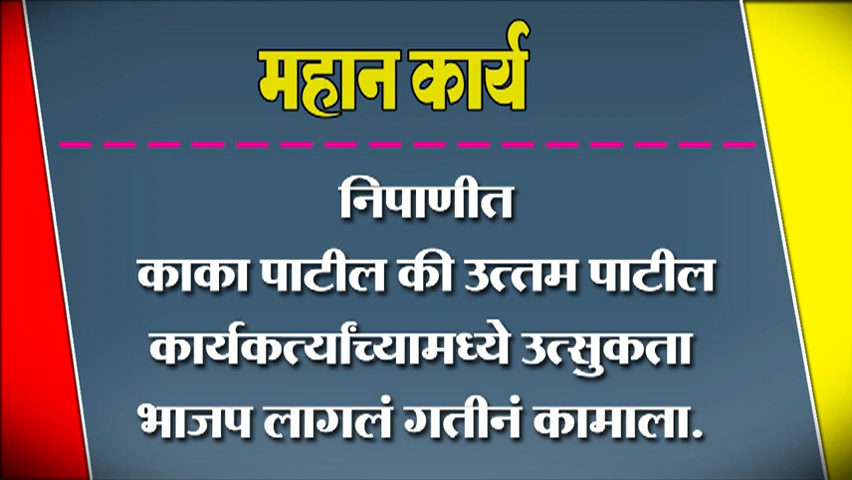 महान कार्य
निपाणीत
काका पाटील की उत्तम पाटील
कार्यकर्त्यांच्यामध्ये उत्सुकता
भाजप लागलं गतीनं कामाला.